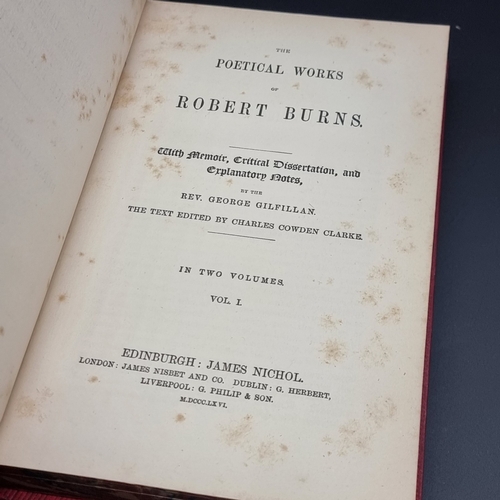 THE
POETICAL WORKS
OF
ROBERT BURNS.
With Memoir, Critical Dissertation, and
Explanatory Notes,
BY THE
REV. GEORGE GILFILLAN.
THE TEXT EDITED BY CHARLES COWDEN CLARKE.
IN TWO VOLUMES.
VOL. I.
EDINBURGH: JAMES NICHOL.
LONDON: JAMES NISBET AND CO. DUBLIN: G. HERBERT,
LIVERPOOL: G. PHILIP & SON.
M.DCCC.LXVI.